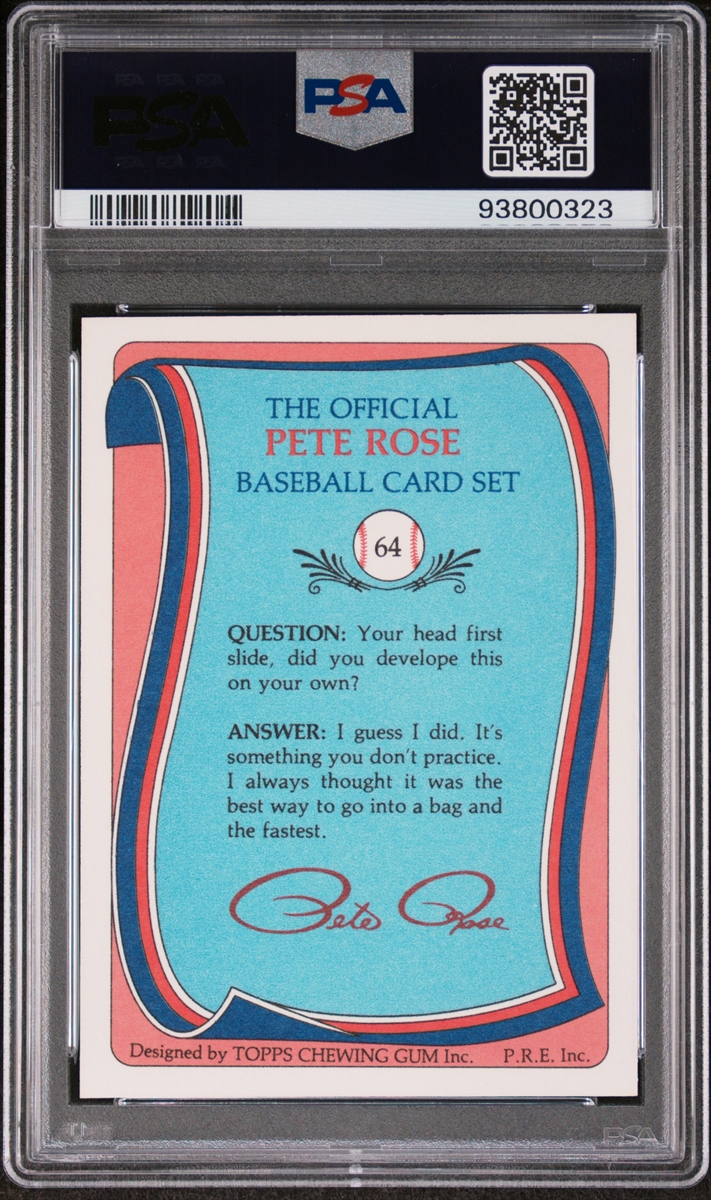 PSA
PSA
93800323
THE OFFICIAL
PETE ROSE
BASEBALL CARD SET
64
QUESTION: Your head first
slide, did you develope this
on your own?
ANSWER: I guess I did. It's
something you don't practice.
I always thought it was the
best way to go into a bag and
the fastest.
Pete Rose
Designed by TOPPS CHEWING GUM Inc. P.R.E. Inc.
PSA